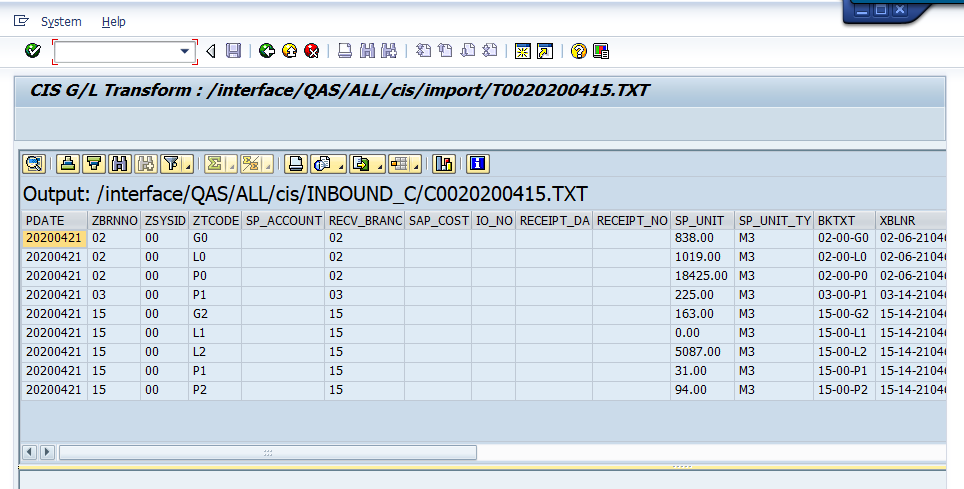 System Help
CIS G/L Transform : /interface/QAS/ALL/cis/import/T0020200415.TXT
Output: /interface/QAS/ALL/cis/INBOUND_C/C0020200415.TXT
PDATE ZBRNNO ZSYSID ZTCODE SP_ACCOUNT RECV_BRANC SAP_COST IO_NO RECEIPT_DA RECEIPT_NO SP_UNIT SP_UNIT_TY BKTXT XBLNR
20200421 02 00 G0 02 838.00 M3 02-00-G0 02-06-2104
20200421 02 00 L0 02 1019.00 M3 02-00-L0 02-06-2104
20200421 02 00 P0 02 18425.00 M3 02-00-P0 02-06-2104
20200421 03 00 P1 03 225.00 M3 03-00-P1 03-14-2104
20200421 15 00 G2 15 163.00 M3 15-00-G2 15-14-2104
20200421 15 00 L1 15 0.00 M3 15-00-L1 15-14-2104
20200421 15 00 L2 15 5087.00 M3 15-00-L2 15-14-2104
20200421 15 00 P1 15 31.00 M3 15-00-P1 15-14-2104
20200421 15 00 P2 15 94.00 M3 15-00-P2 15-14-2104